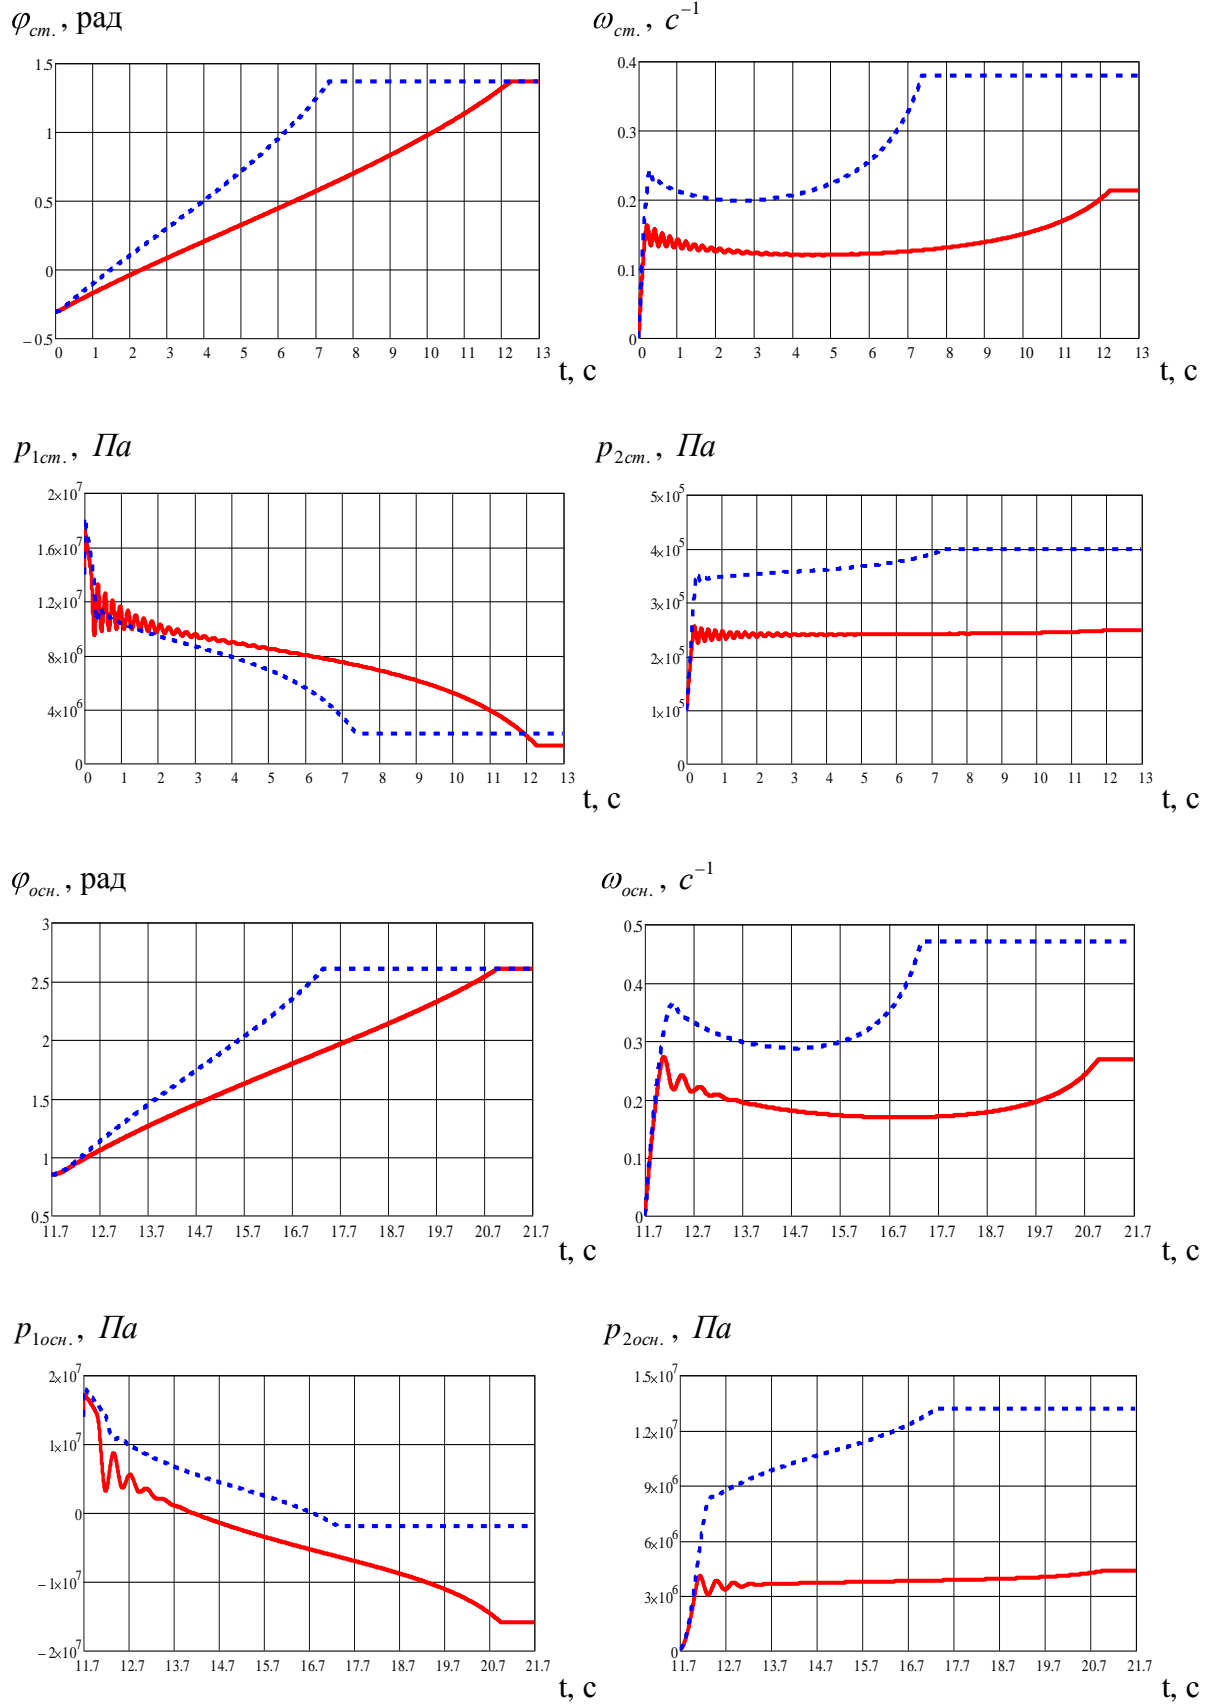 φст., рад
ωст., с⁻¹
1.5
1
0.5
0
−0.5
0 1 2 3 4 5 6 7 8 9 10 11 12 13
t, с
0.4
0.3
0.2
0.1
0
0 1 2 3 4 5 6 7 8 9 10 11 12 13
t, с
p1ст., Па
p2ст., Па
2×10⁷
1.6×10⁷
1.2×10⁷
8×10⁶
4×10⁶
0
0 1 2 3 4 5 6 7 8 9 10 11 12 13
t, с
5×10⁵
4×10⁵
3×10⁵
2×10⁵
1×10⁵
0
0 1 2 3 4 5 6 7 8 9 10 11 12 13
t, с
φосн., рад
ωосн., с⁻¹
3
2.5
2
1.5
1
0.5
11.7 12.7 13.7 14.7 15.7 16.7 17.7 18.7 19.7 20.7 21.7
t, с
0.5
0.4
0.3
0.2
0.1
0
11.7 12.7 13.7 14.7 15.7 16.7 17.7 18.7 19.7 20.7 21.7
t, с
p1осн., Па
p2осн., Па
2×10⁷
1×10⁷
0
−1×10⁷
−2×10⁷
11.7 12.7 13.7 14.7 15.7 16.7 17.7 18.7 19.7 20.7 21.7
t, с
1.5×10⁷
1.2×10⁷
9×10⁶
6×10⁶
3×10⁶
0
11.7 12.7 13.7 14.7 15.7 16.7 17.7 18.7 19.7 20.7 21.7
t, с